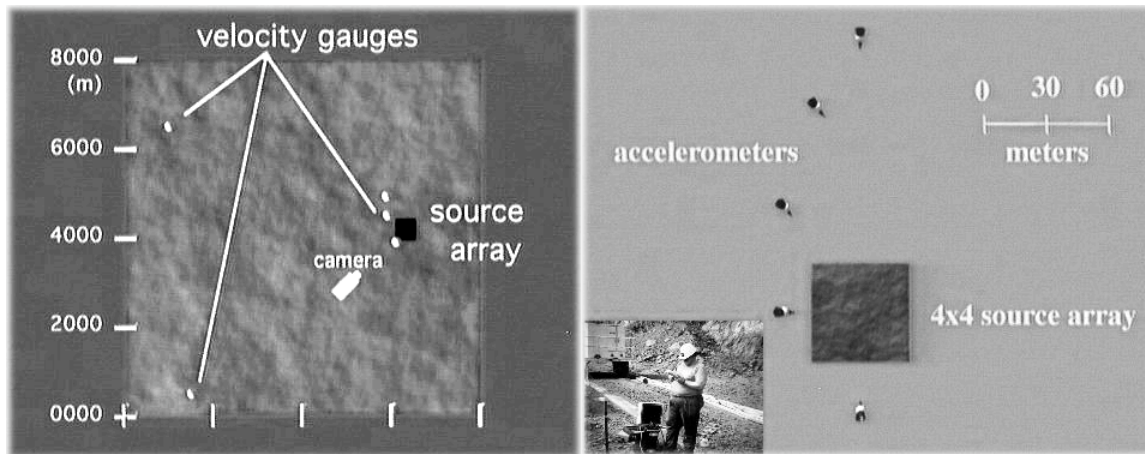 velocity gauges
8000
(m)
6000
4000
2000
0000
source
array
camera
0 30 60
meters
accelerometers
4x4 source array